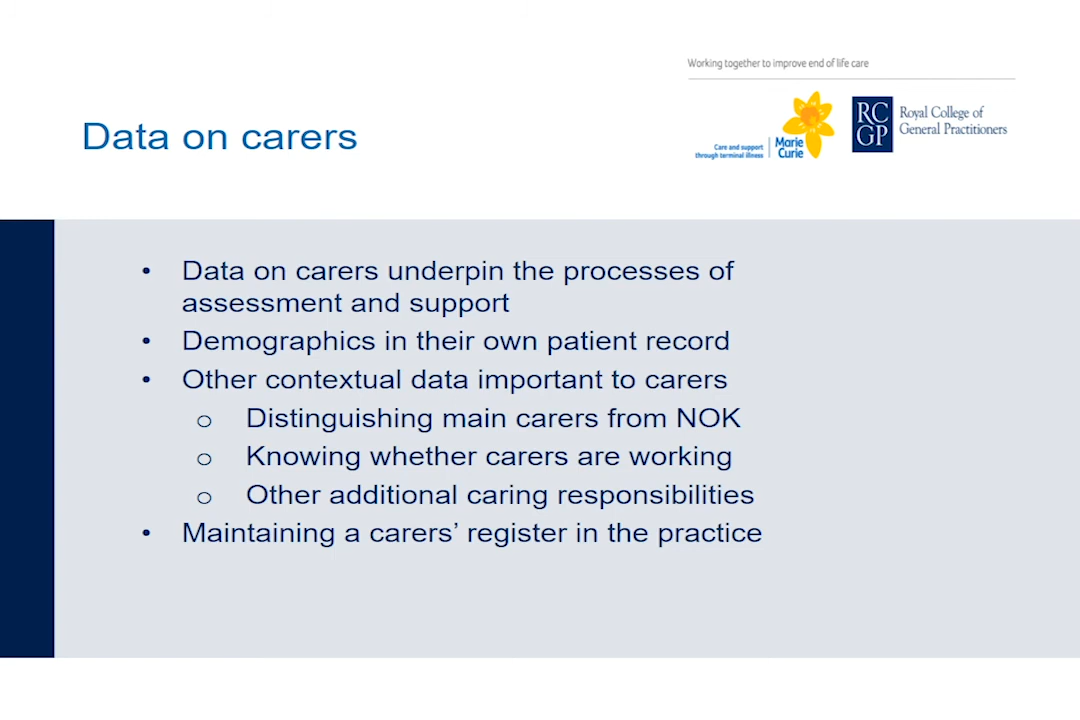 Working together to improve end of life care
Data on carers
Care and support
through terminal illness
Marie
Curie
RC
GP
Royal College of
General Practitioners
• Data on carers underpin the processes of
assessment and support
• Demographics in their own patient record
• Other contextual data important to carers
o Distinguishing main carers from NOK
o Knowing whether carers are working
o Other additional caring responsibilities
• Maintaining a carers’ register in the practice